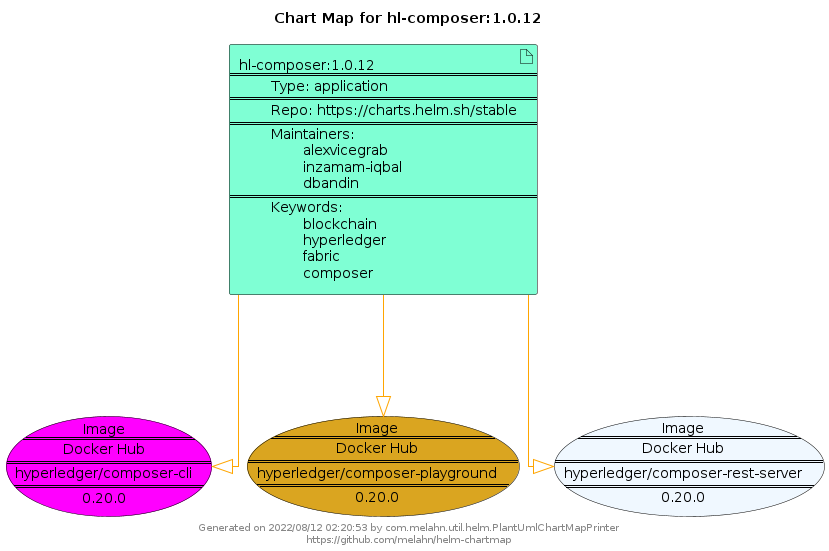 Chart Map for hl-composer:1.0.12
hl-composer:1.0.12
Type: application
Repo: https://charts.helm.sh/stable
Maintainers:
alexvicegrab
inzamam-iqbal
dbandin
Keywords:
blockchain
hyperledger
fabric
composer
Image
Docker Hub
hyperledger/composer-cli
0.20.0
Image
Docker Hub
hyperledger/composer-playground
0.20.0
Image
Docker Hub
hyperledger/composer-rest-server
0.20.0
Generated on 2022/08/12 02:20:53 by com.melahn.util.helm.PlantUmlChartMapPrinter
https://github.com/melahn/helm-chartmap